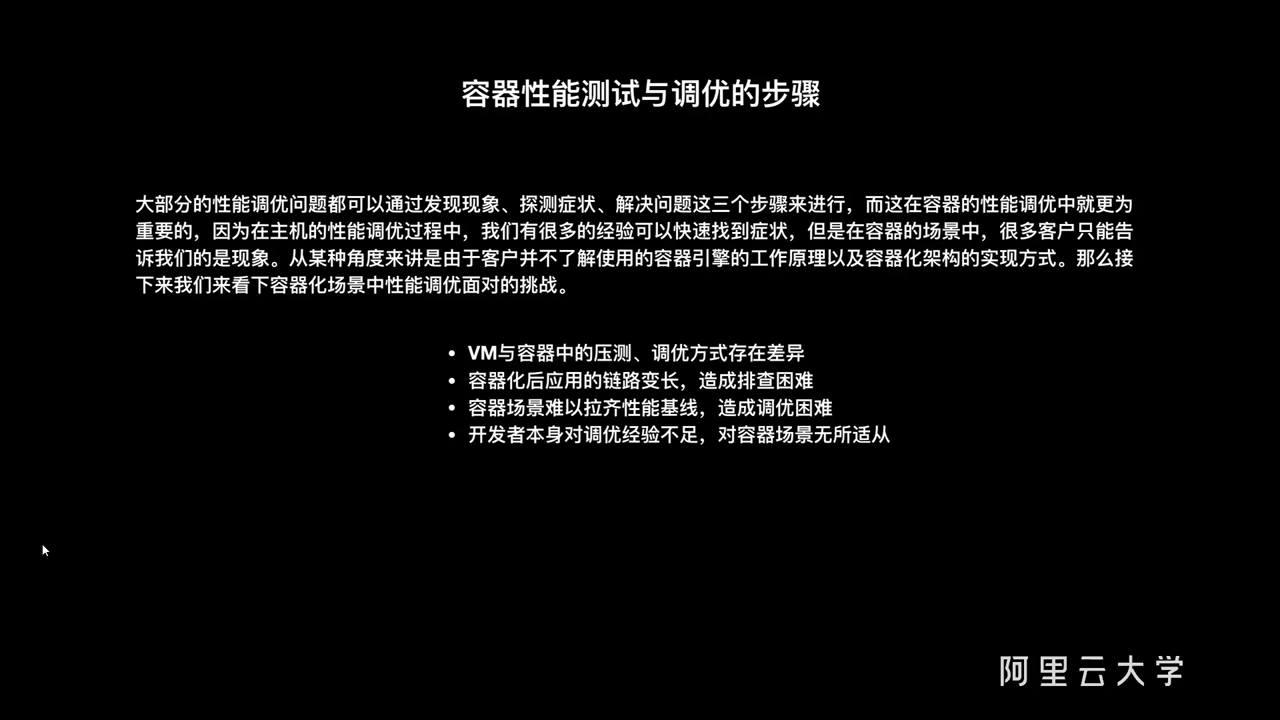 容器性能测试与调优的步骤
大部分的性能调优问题都可以通过发现现象、探测症状、解决问题这三个步骤来进行，而这在容器的性能调优中就更为
重要的，因为在主机的性能调优过程中，我们有很多的经验可以快速找到症状，但是在容器的场景中，很多客户只能告
诉我们的是现象。从某种角度来讲是由于客户并不了解使用的容器引擎的工作原理以及容器化架构的实现方式。那么接
下来我们来看下容器化场景中性能调优面对的挑战。
• VM与容器中的压测、调优方式存在差异
• 容器化后应用的链路变长，造成排查困难
• 容器场景难以拉齐性能基线，造成调优困难
• 开发者本身对调优经验不足，对容器场景无所适从
阿里云大学